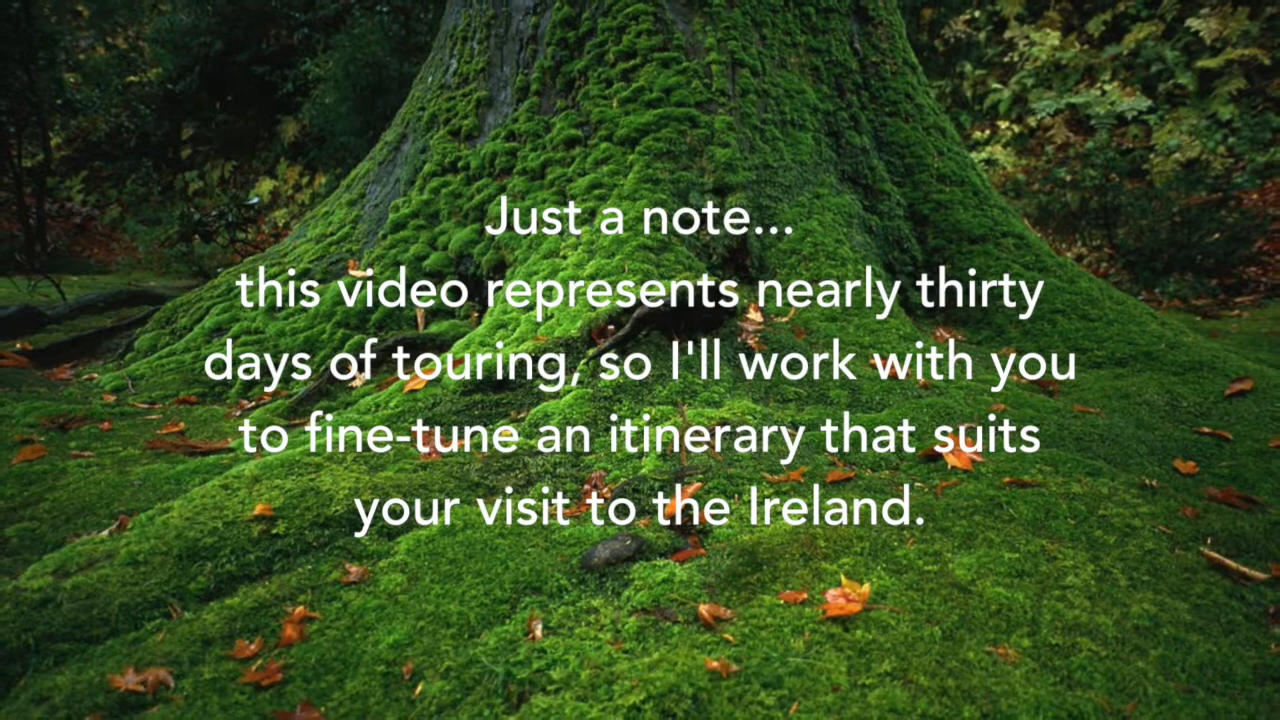 Just a note...
this video represents nearly thirty
days of touring, so I'll work with you
to fine-tune an itinerary that suits
your visit to the Ireland.